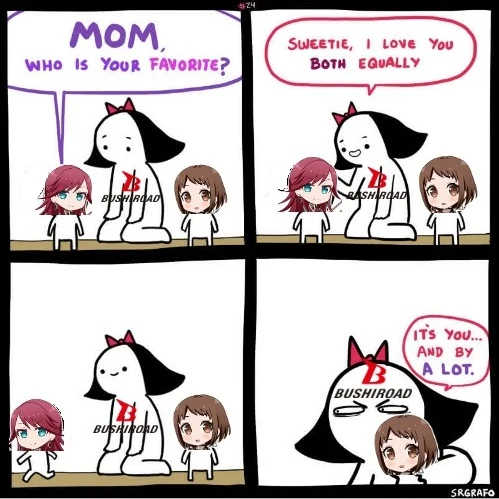 #24
MOM,
WHO IS YOUR FAVORITE?
SWEETIE, I LOVE YOU
BOTH EQUALLY
BUSHIROAD
BUSHIROAD
BUSHIROAD
BUSHIROAD
IT'S YOU...
AND BY
A LOT.
SRGRAFO